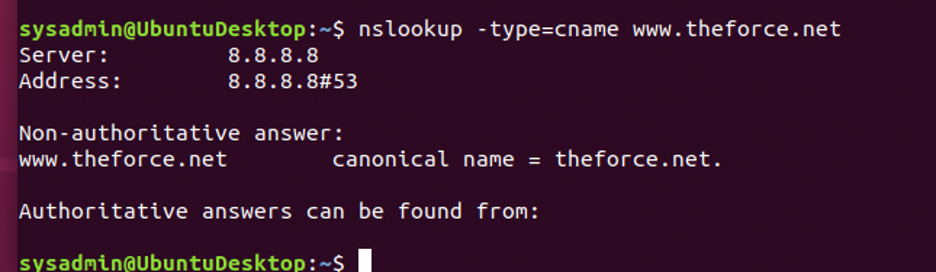 sysadmin@UbuntuDesktop:~$ nslookup -type=cname www.theforce.net
Server:         8.8.8.8
Address:        8.8.8.8#53
Non-authoritative answer:
www.theforce.net        canonical name = theforce.net.
Authoritative answers can be found from:
sysadmin@UbuntuDesktop:~$